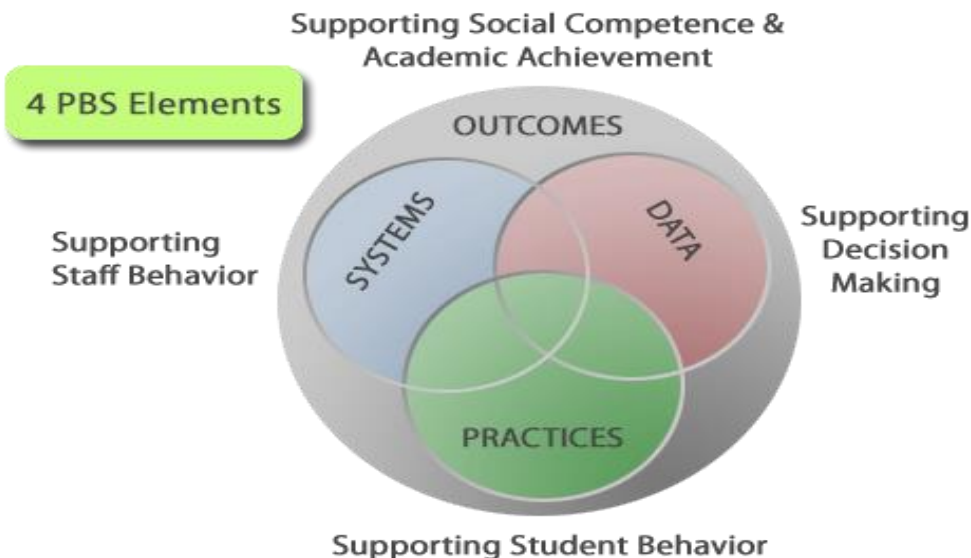 Supporting Social Competence &
Academic Achievement
4 PBS Elements
OUTCOMES
SYSTEMS
DATA
Supporting
Staff Behavior
Supporting
Decision
Making
PRACTICES
Supporting Student Behavior